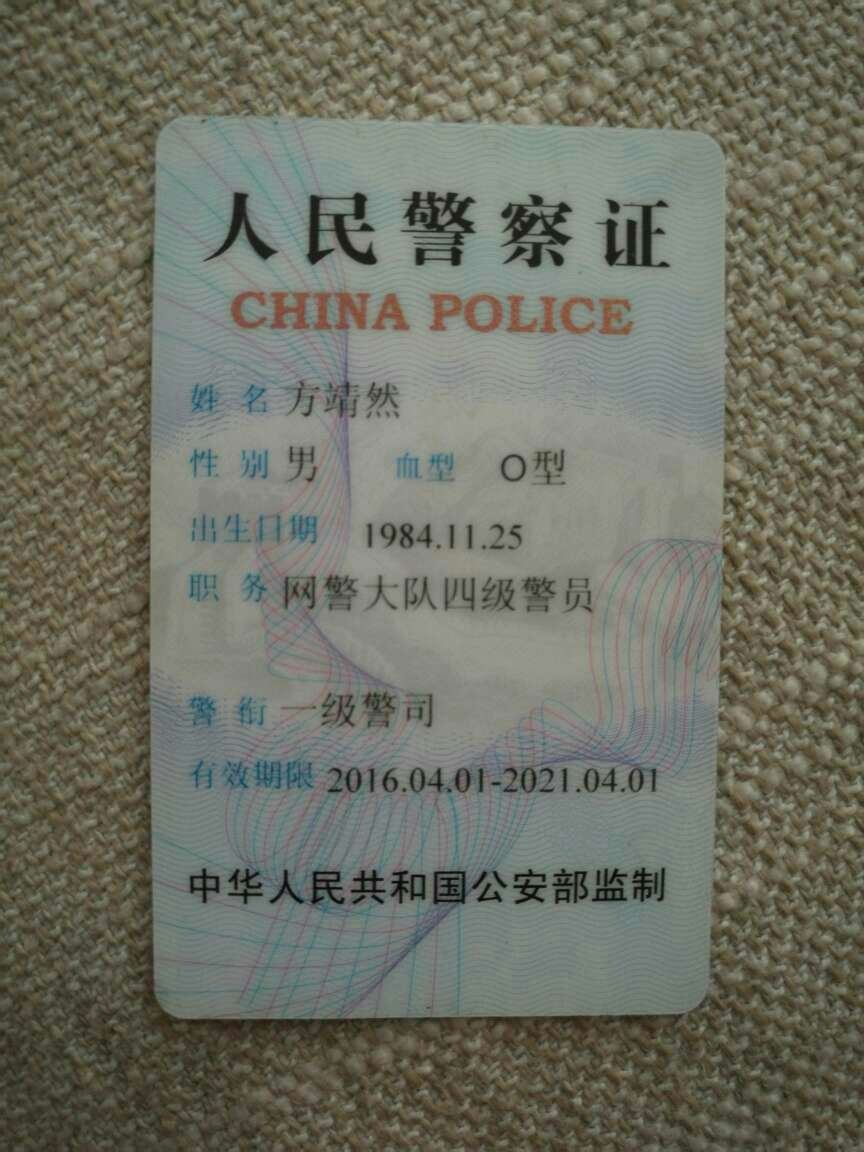 人民警察证
CHINA POLICE
姓名 方靖然
性别 男 血型 O型
出生日期 1984.11.25
职务 网警大队四级警员
警衔 一级警司
有效期限 2016.04.01-2021.04.01
中华人民共和国公安部监制